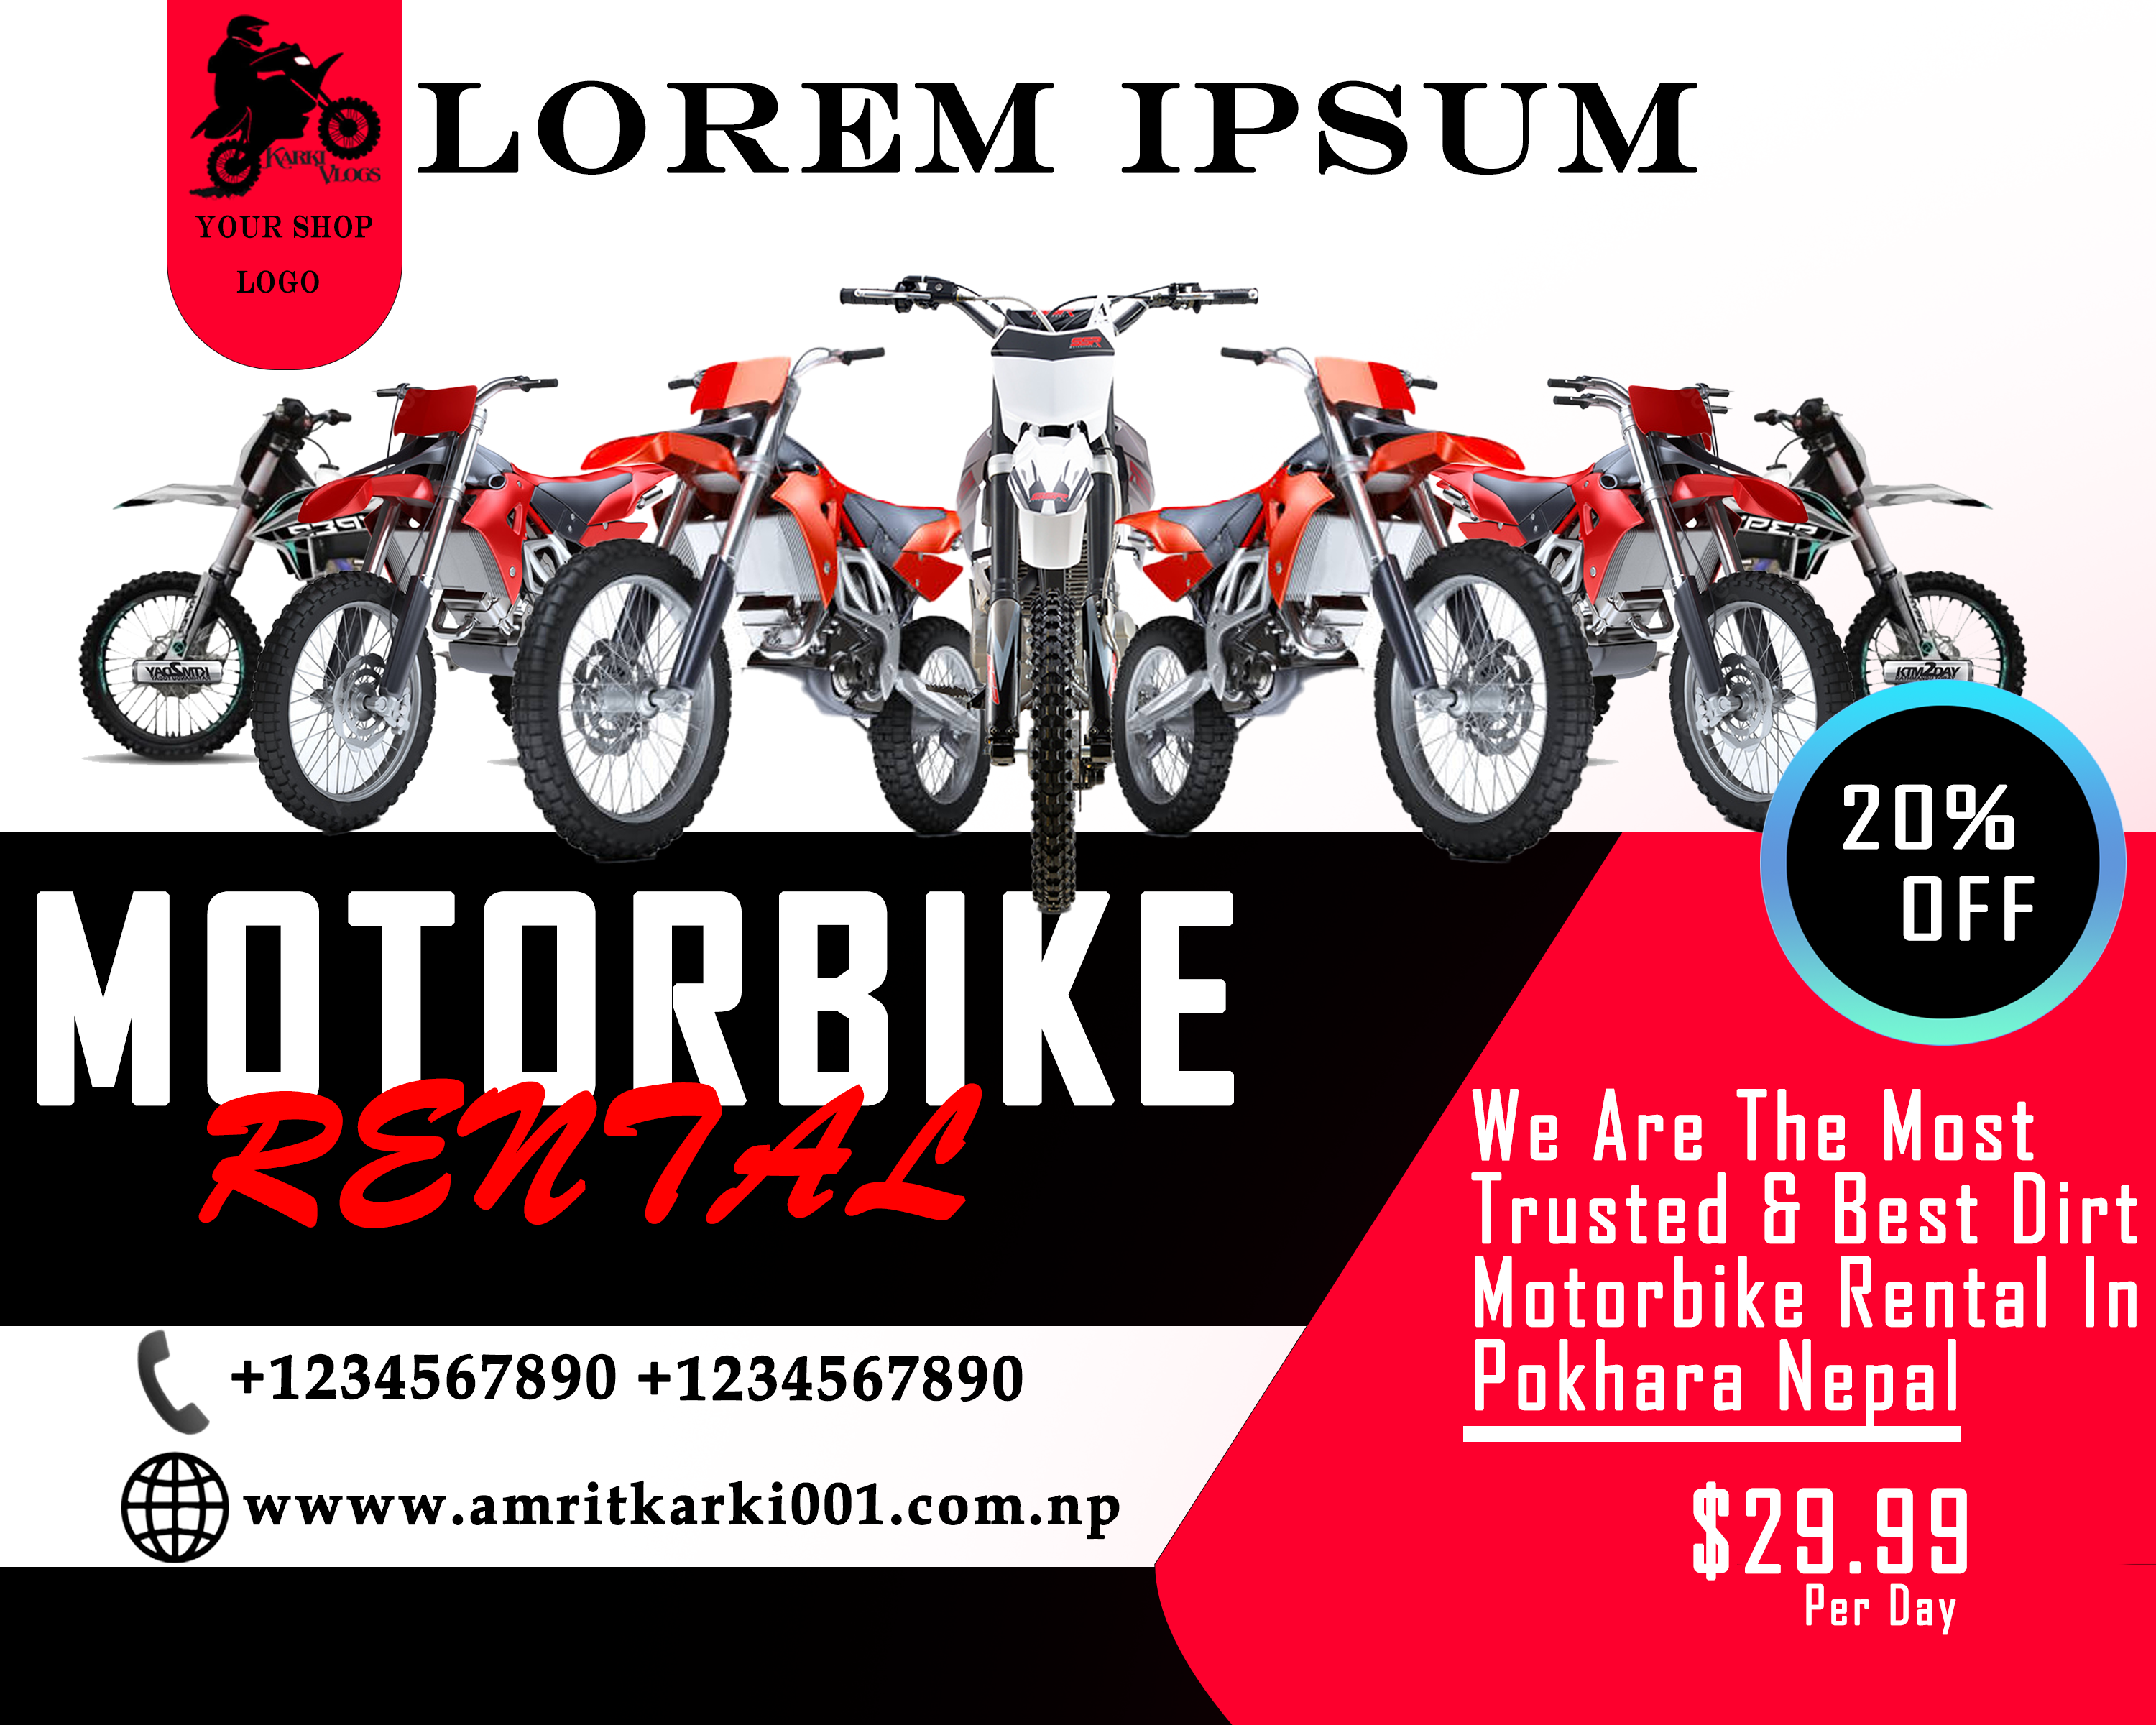 KARKI
VLOGS
YOUR SHOP
LOGO
LOREM IPSUM
KTM2DAY
20%
OFF
MOTORBIKE
RENTAL
We Are The Most
Trusted & Best Dirt
Motorbike Rental In
Pokhara Nepal
$29.99
Per Day
+1234567890 +1234567890
wwww.amritkarki001.com.np